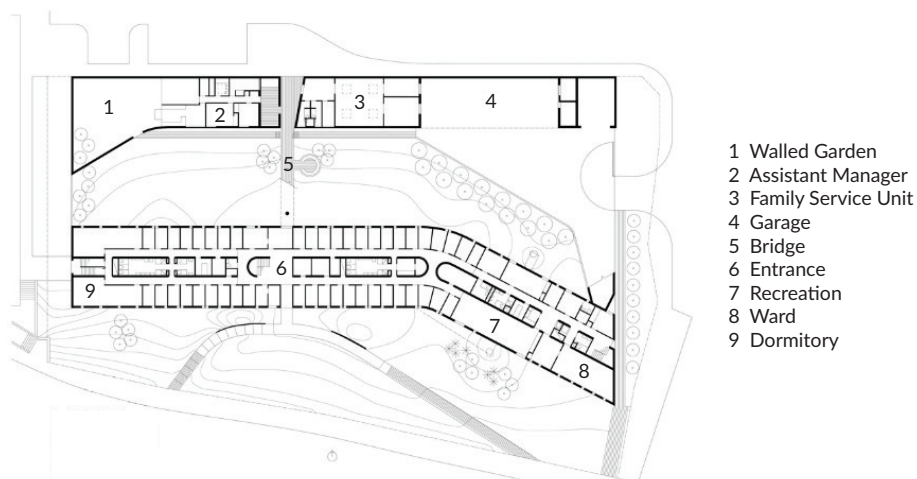 1
2
3
4
5
6
7
8
9
1 Walled Garden
2 Assistant Manager
3 Family Service Unit
4 Garage
5 Bridge
6 Entrance
7 Recreation
8 Ward
9 Dormitory